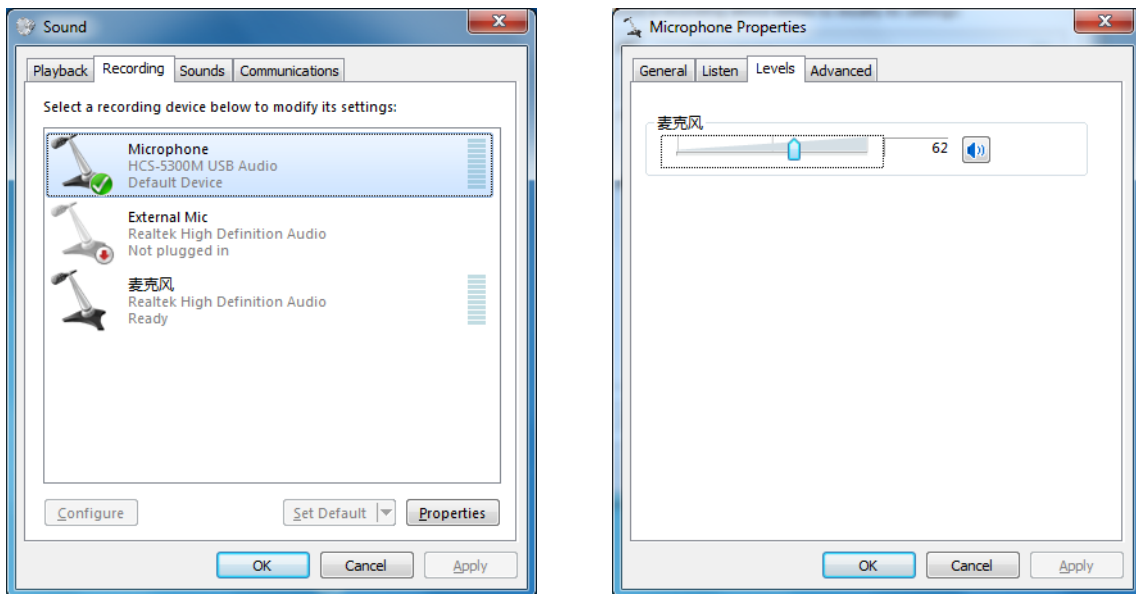 Sound
Playback Recording Sounds Communications
Select a recording device below to modify its settings:
Microphone
HCS-5300M USB Audio
Default Device
External Mic
Realtek High Definition Audio
Not plugged in
麦克风
Realtek High Definition Audio
Ready
Configure Set Default Properties
OK Cancel Apply
Microphone Properties
General Listen Levels Advanced
麦克风
62
OK Cancel Apply